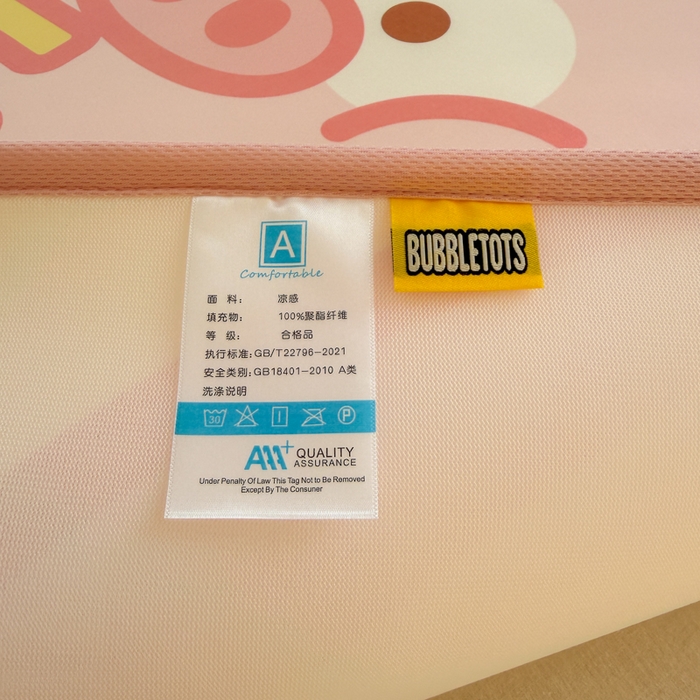 A
Comfortable
面 料: 凉感
填充物: 100%聚酯纤维
等 级: 合格品
执行标准:GB/T22796-2021
安全类别:GB18401-2010 A类
洗涤说明
30 P
AAA+ QUALITY
ASSURANCE
Under Penalty Of Law This Tag Not to Be Removed
Except By The Consuner
BUBBLETOTS